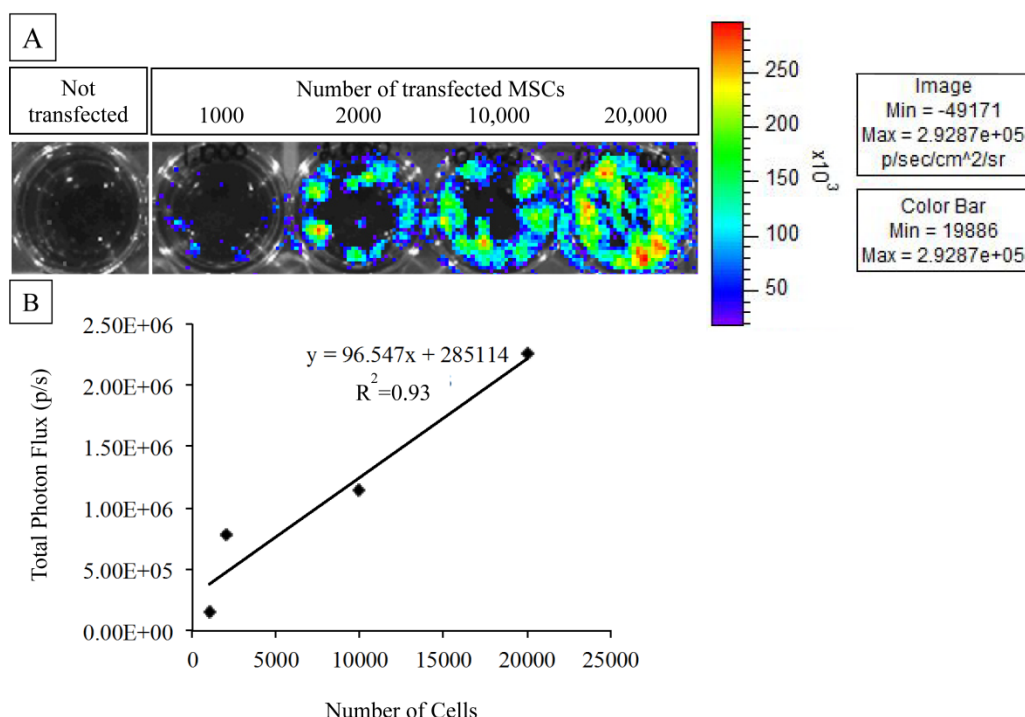 A
Not
transfected
Number of transfected MSCs
1000
2000
10,000
20,000
250
200
150
100
50
x10^3
Image
Min = -49171
Max = 2.9287e+05
p/sec/cm^2/sr
Color Bar
Min = 19886
Max = 2.9287e+05
B
Total Photon Flux (p/s)
2.50E+06
2.00E+06
1.50E+06
1.00E+06
5.00E+05
0.00E+00
y = 96.547x + 285114
R²=0.93
0
5000
10000
15000
20000
25000
Number of Cells